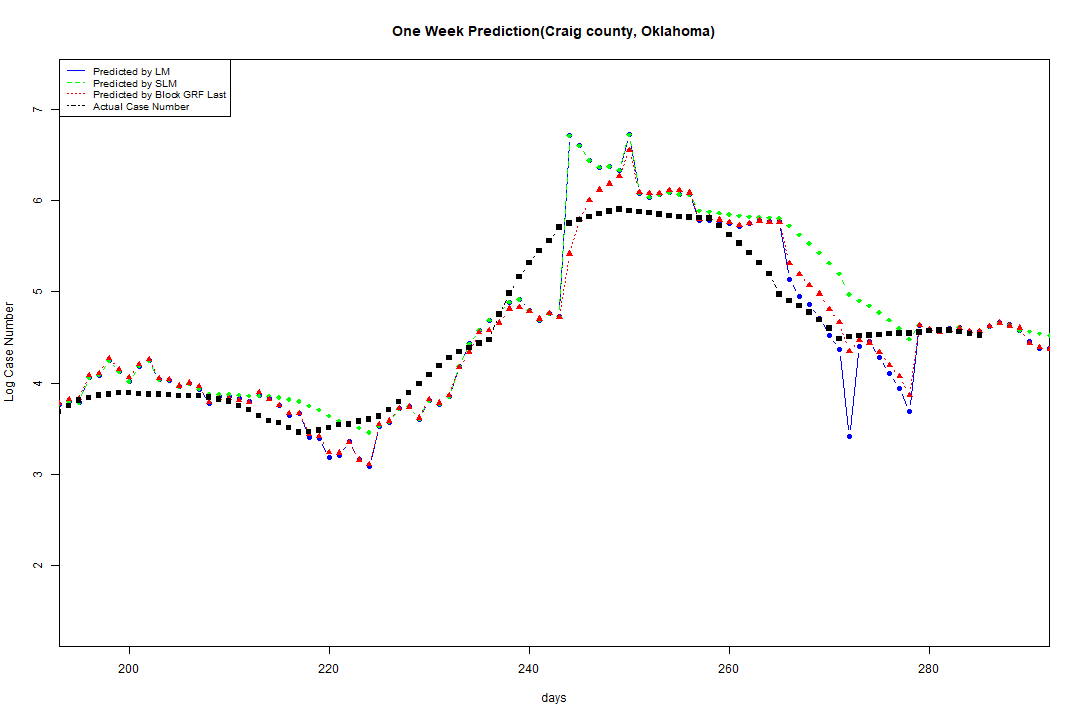 One Week Prediction(Craig county, Oklahoma)
Predicted by LM
Predicted by SLM
Predicted by Block GRF Last
Actual Case Number
7
6
5
4
3
2
Log Case Number
200 220 240 260 280
days